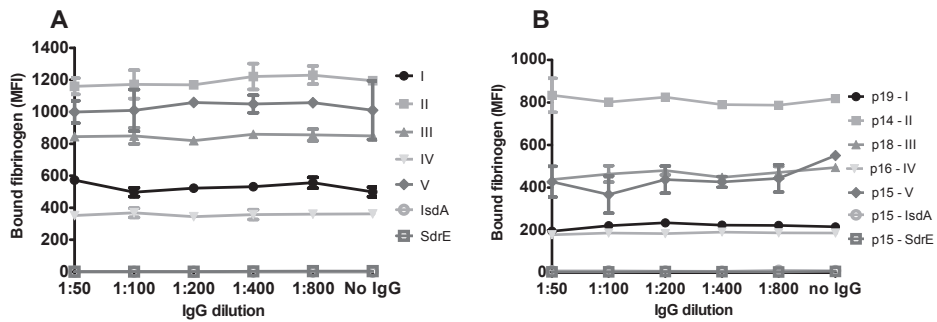 A
Bound fibrinogen (MFI)
1400
1200
1000
800
600
400
200
0
1:50
1:100
1:200
1:400
1:800
No IgG
IgG dilution
I
II
III
IV
V
IsdA
SdrE
B
Bound fibrinogen (MFI)
1000
800
600
400
200
0
1:50
1:100
1:200
1:400
1:800
no IgG
IgG dilution
p19 - I
p14 - II
p18 - III
p16 - IV
p15 - V
p15 - IsdA
p15 - SdrE